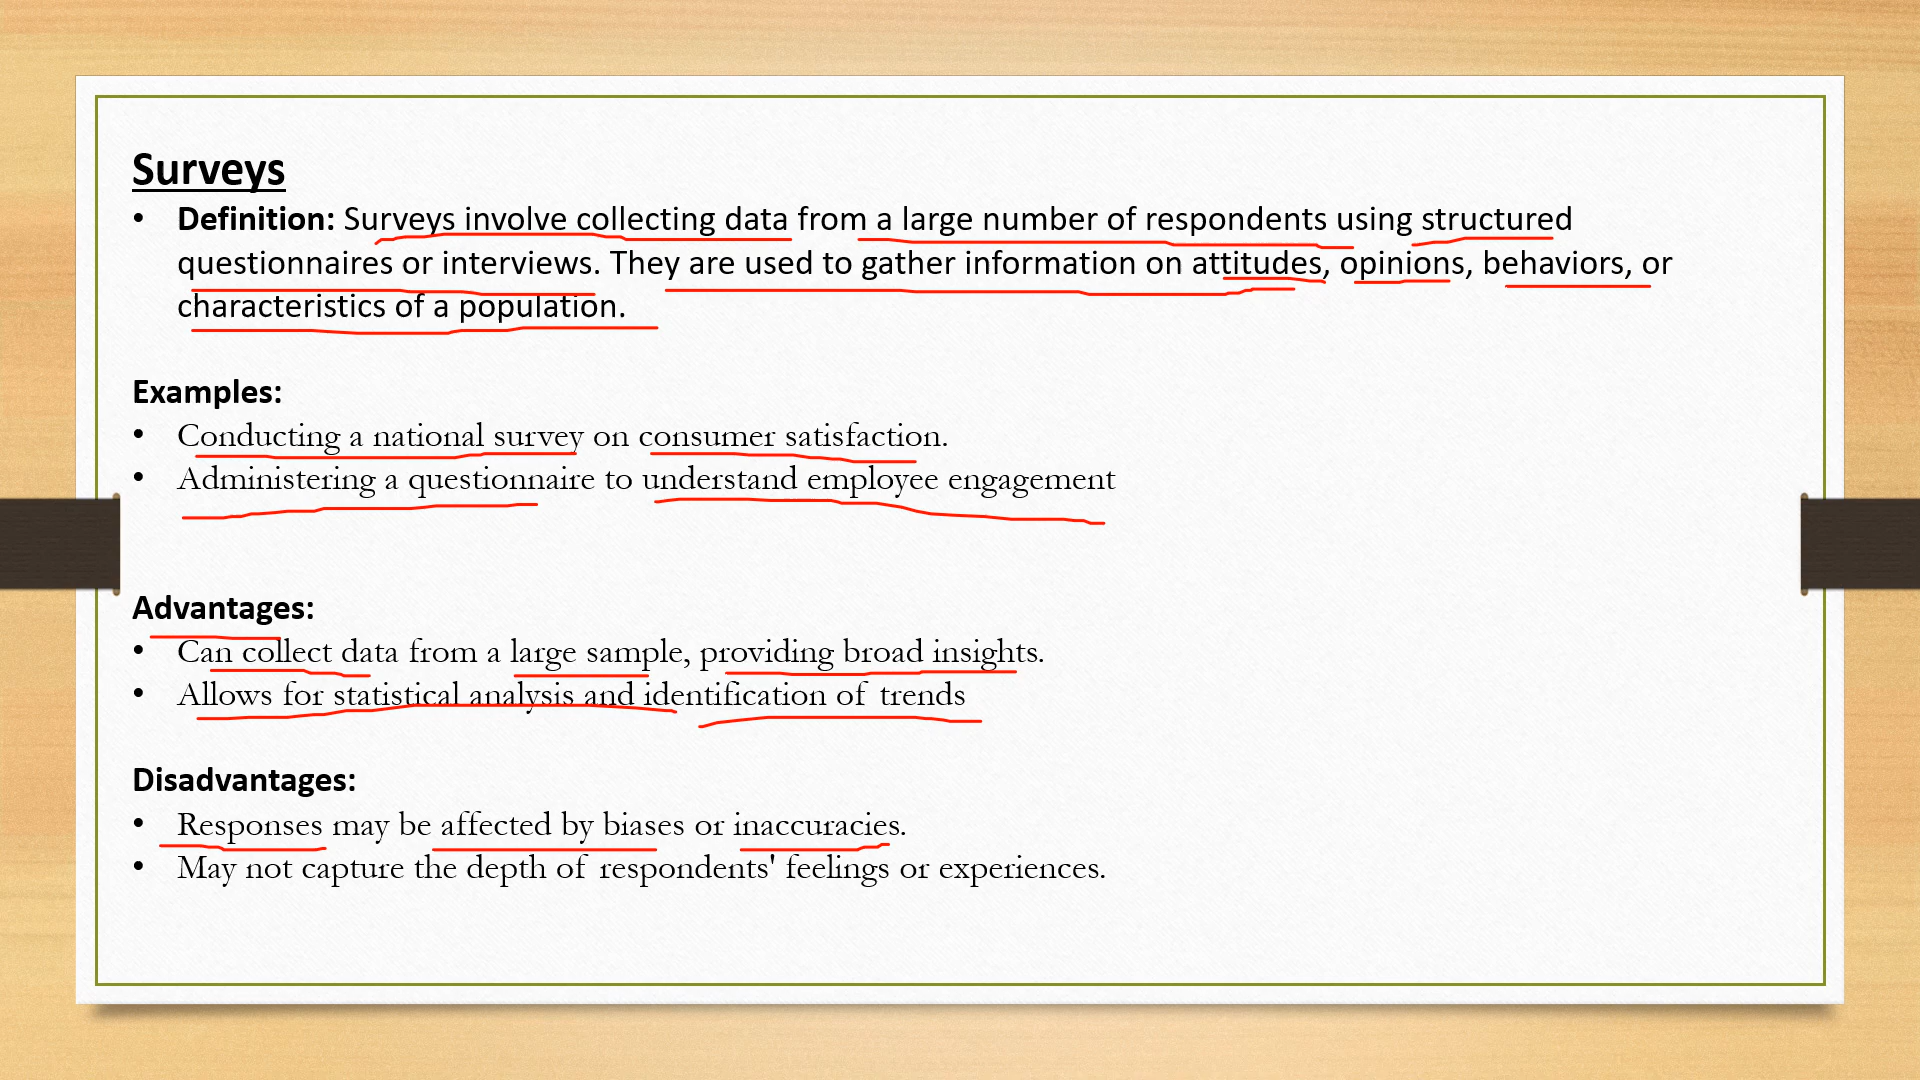 Surveys
• Definition: Surveys involve collecting data from a large number of respondents using structured
questionnaires or interviews. They are used to gather information on attitudes, opinions, behaviors, or
characteristics of a population.
Examples:
• Conducting a national survey on consumer satisfaction.
• Administering a questionnaire to understand employee engagement
Advantages:
• Can collect data from a large sample, providing broad insights.
• Allows for statistical analysis and identification of trends
Disadvantages:
• Responses may be affected by biases or inaccuracies.
• May not capture the depth of respondents' feelings or experiences.